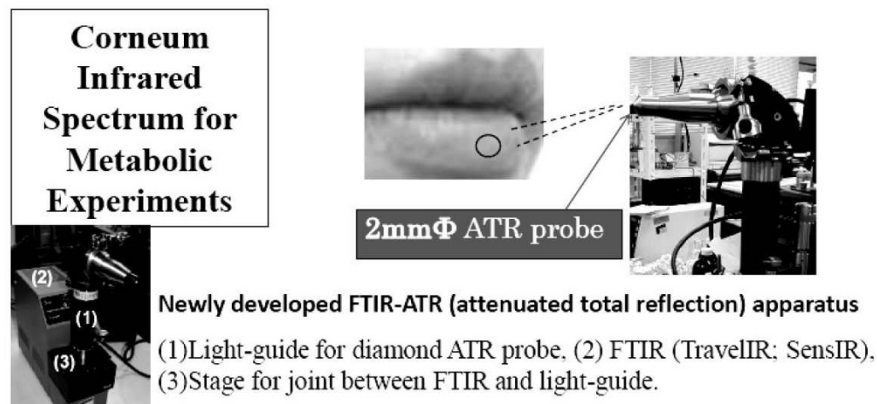 Corneum
Infrared
Spectrum for
Metabolic
Experiments
2mmΦ ATR probe
(2)
(1)
(3)
Newly developed FTIR-ATR (attenuated total reflection) apparatus
(1)Light-guide for diamond ATR probe, (2) FTIR (TravelIR; SensIR),
(3)Stage for joint between FTIR and light-guide.